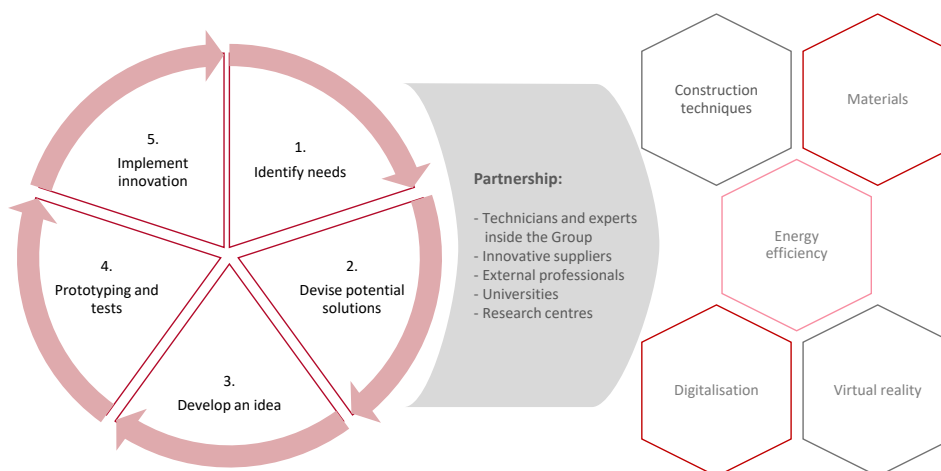 1.
Identify needs
2.
Devise potential
solutions
3.
Develop an idea
4.
Prototyping and
tests
5.
Implement
innovation
Partnership:
- Technicians and experts
inside the Group
- Innovative suppliers
- External professionals
- Universities
- Research centres
Construction
techniques
Materials
Energy
efficiency
Digitalisation
Virtual reality